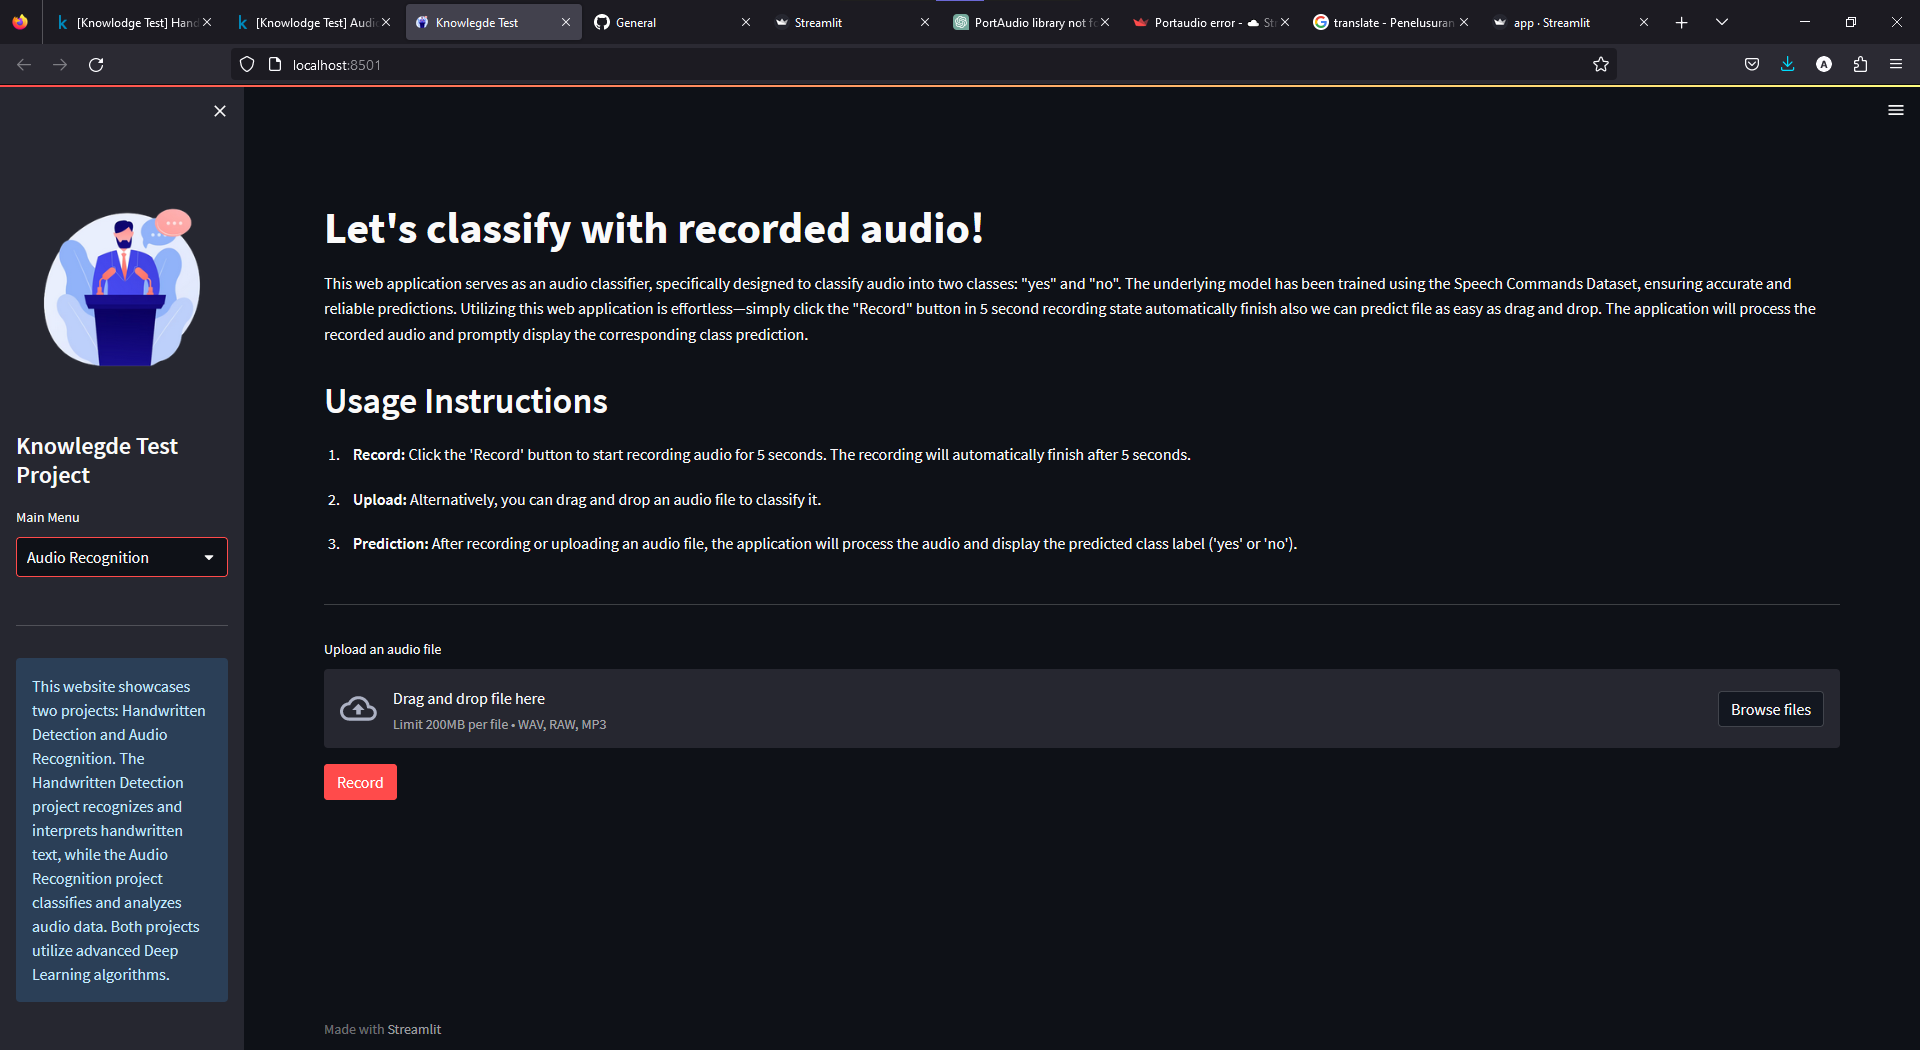 [Knowlodge Test] Hand
[Knowlodge Test] Audi
Knowlegde Test
General
Streamlit
PortAudio library not f
Portaudio error -
translate - Penelusuran
app · Streamlit
localhost:8501
A
Knowlegde Test
Project
Main Menu
Audio Recognition
This website showcases
two projects: Handwritten
Detection and Audio
Recognition. The
Handwritten Detection
project recognizes and
interprets handwritten
text, while the Audio
Recognition project
classifies and analyzes
audio data. Both projects
utilize advanced Deep
Learning algorithms.
Let's classify with recorded audio!
This web application serves as an audio classifier, specifically designed to classify audio into two classes: "yes" and "no". The underlying model has been trained using the Speech Commands Dataset, ensuring accurate and
reliable predictions. Utilizing this web application is effortless—simply click the "Record" button in 5 second recording state automatically finish also we can predict file as easy as drag and drop. The application will process the
recorded audio and promptly display the corresponding class prediction.
Usage Instructions
1. Record: Click the 'Record' button to start recording audio for 5 seconds. The recording will automatically finish after 5 seconds.
2. Upload: Alternatively, you can drag and drop an audio file to classify it.
3. Prediction: After recording or uploading an audio file, the application will process the audio and display the predicted class label ('yes' or 'no').
Upload an audio file
Drag and drop file here
Limit 200MB per file • WAV, RAW, MP3
Browse files
Record
Made with Streamlit